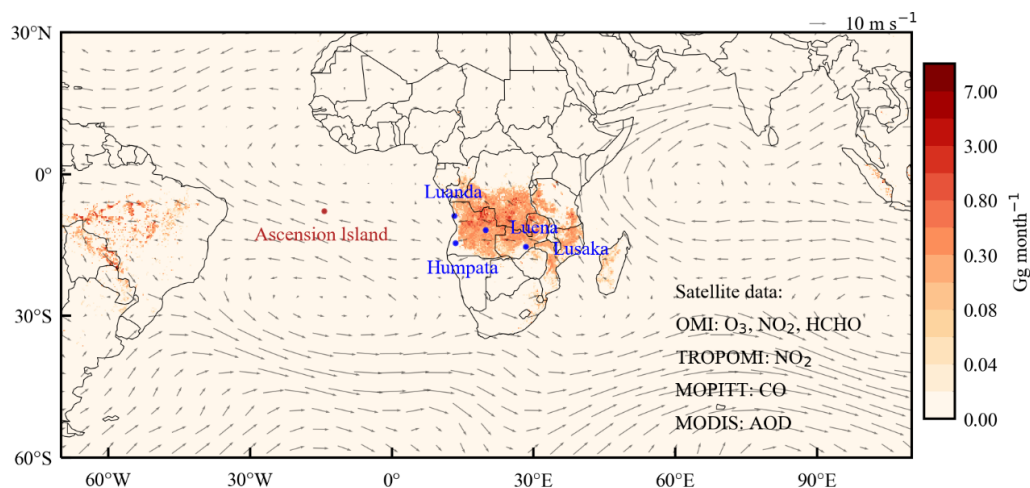 10 m s⁻¹
30°N
0°
30°S
60°S
60°W
30°W
0°
30°E
60°E
90°E
Luanda
Ascension Island
Luena
Lusaka
Humpata
Satellite data:
OMI: O₃, NO₂, HCHO
TROPOMI: NO₂
MOPITT: CO
MODIS: AOD
7.00
3.00
0.80
0.30
0.08
0.04
0.00
Gg month⁻¹